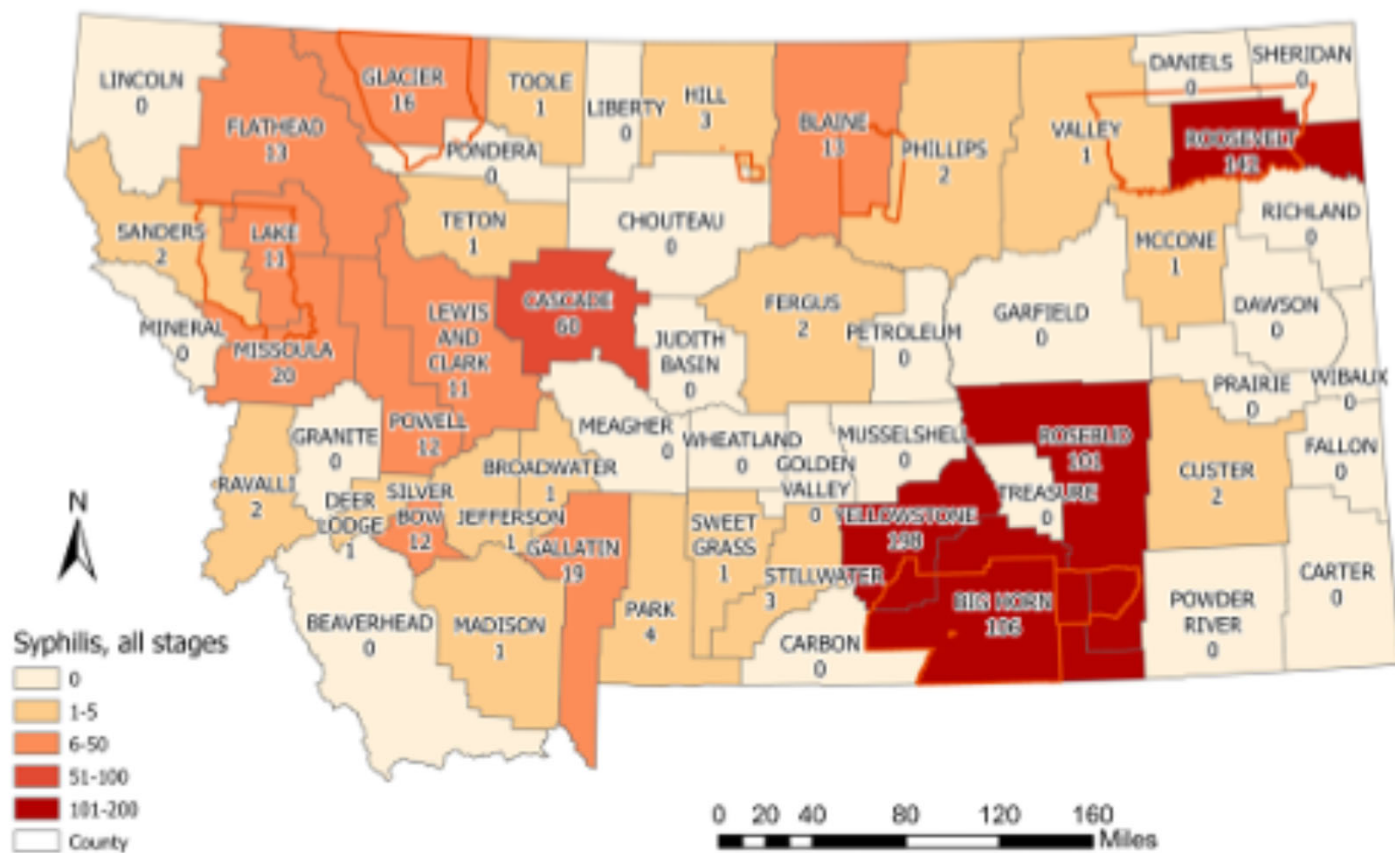 LINCOLN
0
FLATHEAD
13
GLACIER
16
TOOLE
1
LIBERTY
0
HILL
3
BLAINE
13
PHILLIPS
2
VALLEY
1
DANIELS
0
SHERIDAN
0
ROOSEVELT
142
PONDERA
0
SANDERS
2
LAKE
11
TETON
1
CHOUTEAU
0
RICHLAND
0
MCCONE
1
MINERAL
0
MISSOULA
20
LEWIS
AND
CLARK
11
CASCADE
60
JUDITH
BASIN
0
FERGUS
2
PETROLEUM
0
GARFIELD
0
DAWSON
0
PRAIRIE
0
WIBAUX
0
RAVALLI
2
GRANITE
0
POWELL
12
DEER
LODGE
1
SILVER
BOW
12
BROADWATER
1
JEFFERSON
1
MEAGHER
0
WHEATLAND
0
GOLDEN
VALLEY
0
MUSSELSHELL
0
ROSEBUD
101
TREASURE
0
CUSTER
2
FALLON
0
YELLOWSTONE
198
GALLATIN
19
SWEET
GRASS
1
STILLWATER
3
BIG HORN
106
BEAVERHEAD
0
MADISON
1
PARK
4
CARBON
0
POWDER
RIVER
0
CARTER
0
N
Syphilis, all stages
0
1-5
6-50
51-100
101-200
County
0 20 40 80 120 160
Miles